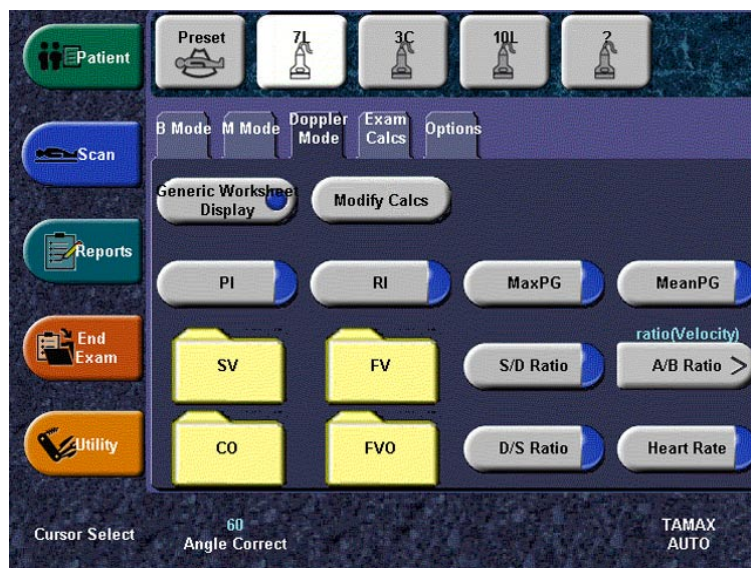 Patient
Preset
7L
3C
10L
?
Scan
B Mode
M Mode
Doppler
Mode
Exam
Calcs
Options
Generic Worksheet
Display
Modify Calcs
Reports
PI
RI
MaxPG
MeanPG
End
Exam
SV
FV
S/D Ratio
ratio(Velocity)
A/B Ratio >
Utility
CO
FVO
D/S Ratio
Heart Rate
Cursor Select
60
Angle Correct
TAMAX
AUTO